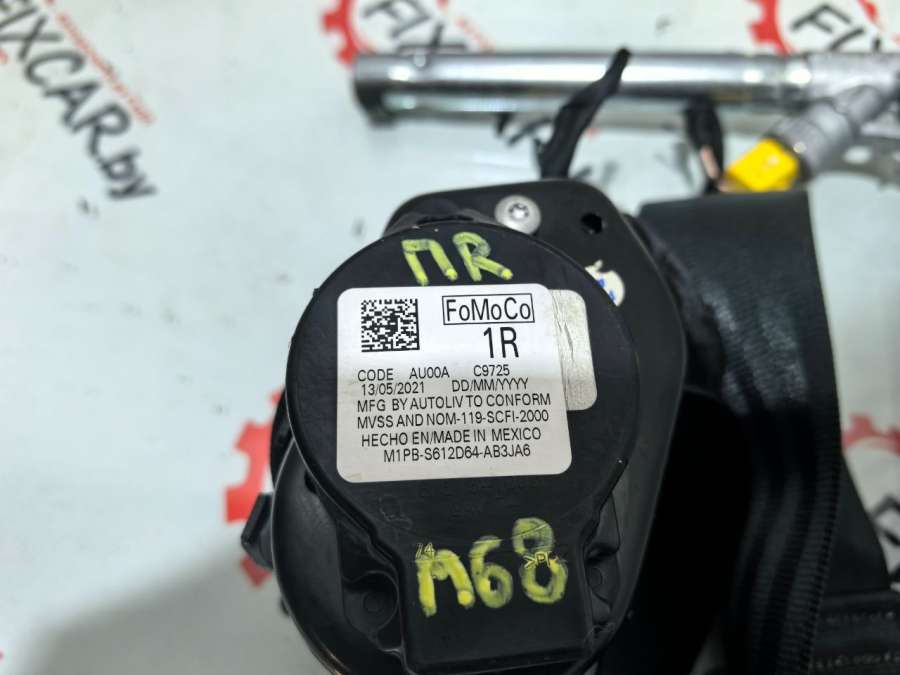 FIXCAR.by
FIX
ПR
FoMoCo
1R
CODE AU00A C9725
13/05/2021 DD/MM/YYYY
MFG BY AUTOLIV TO CONFORM
MVSS AND NOM-119-SCFI-2000
HECHO EN/MADE IN MEXICO
M1PB-S612D64-AB3JA6
M68